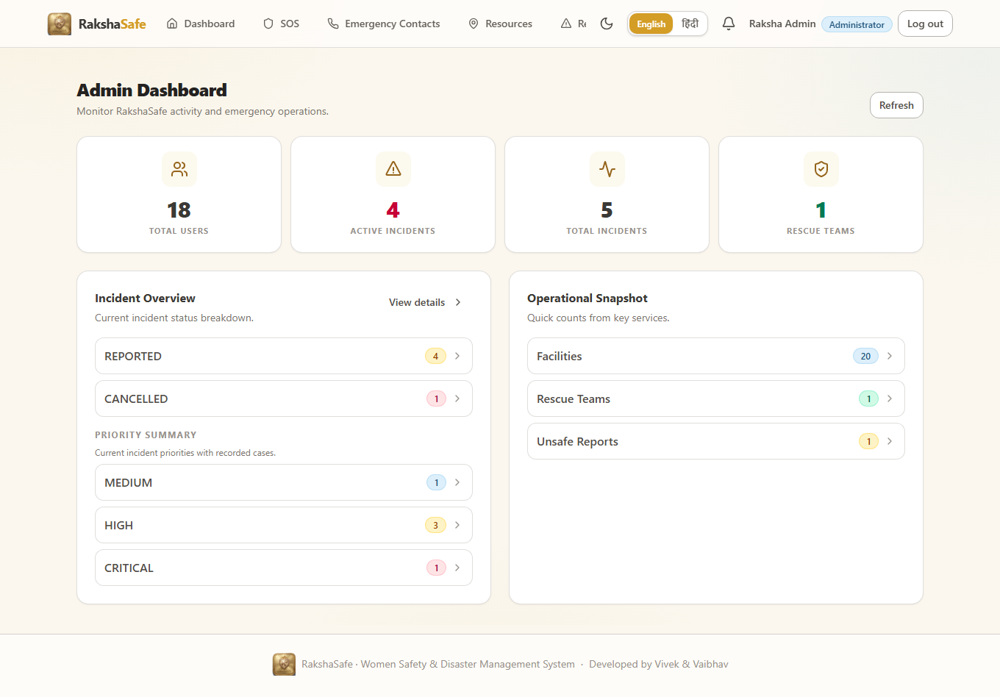 RakshaSafe
Dashboard
SOS
Emergency Contacts
Resources
English
हिंदी
Raksha Admin
Administrator
Log out
Admin Dashboard
Monitor RakshaSafe activity and emergency operations.
Refresh
18
TOTAL USERS
4
ACTIVE INCIDENTS
5
TOTAL INCIDENTS
1
RESCUE TEAMS
Incident Overview
View details
Current incident status breakdown.
REPORTED 4
CANCELLED 1
PRIORITY SUMMARY
Current incident priorities with recorded cases.
MEDIUM 1
HIGH 3
CRITICAL 1
Operational Snapshot
Quick counts from key services.
Facilities 20
Rescue Teams 1
Unsafe Reports 1
RakshaSafe · Women Safety & Disaster Management System · Developed by Vivek & Vaibhav